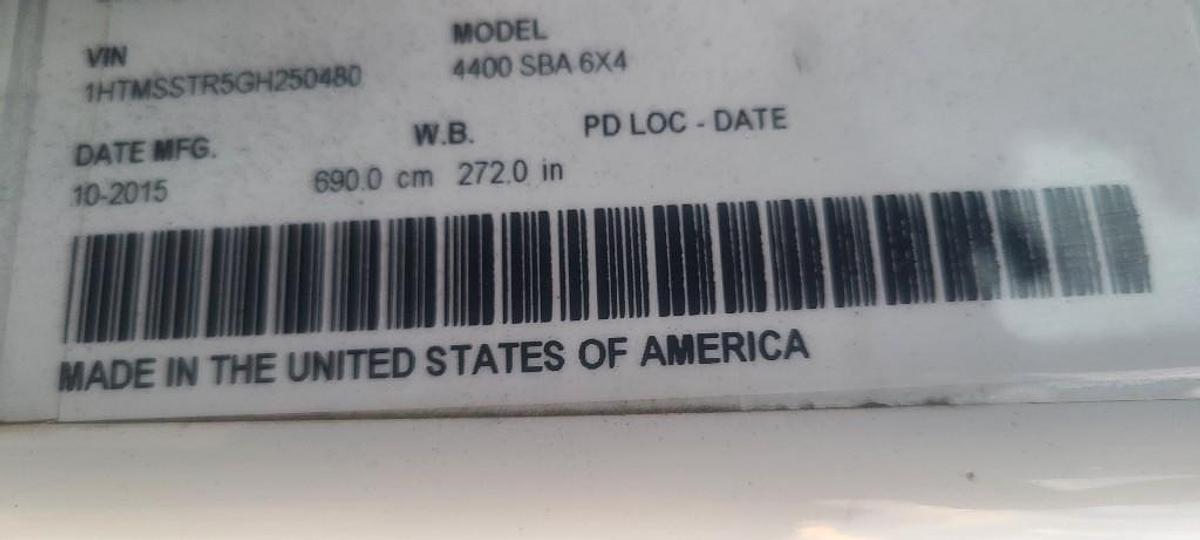 VIN MODEL
1HTMSSTR5GH250480 4400 SBA 6X4
DATE MFG. W.B. PD LOC - DATE
10-2015 690.0 cm 272.0 in
MADE IN THE UNITED STATES OF AMERICA